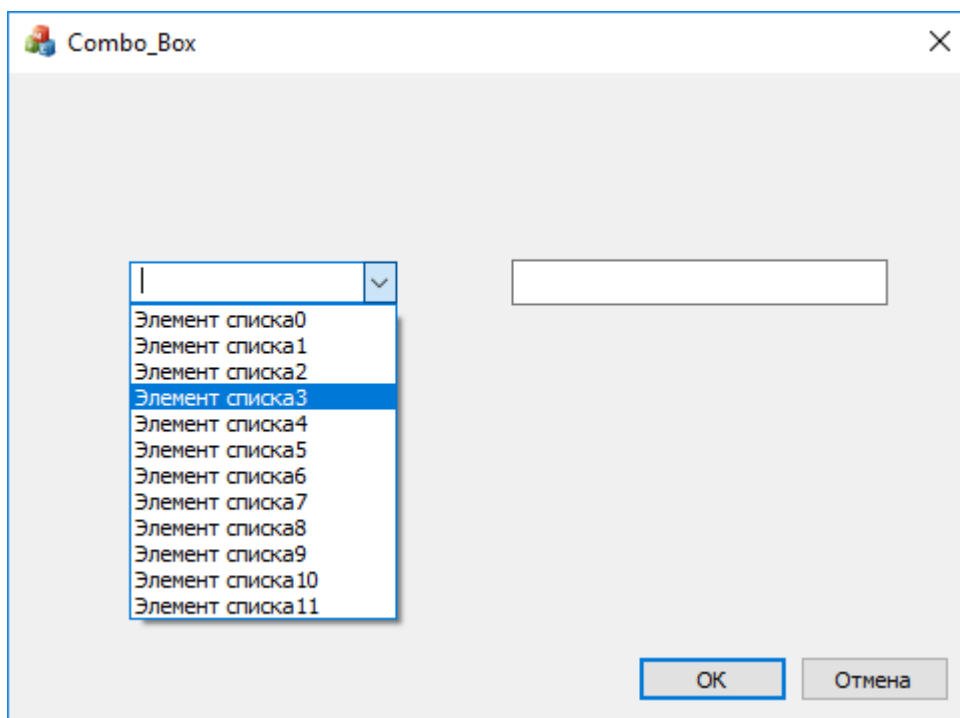 Combo_Box
Элемент списка0
Элемент списка1
Элемент списка2
Элемент списка3
Элемент списка4
Элемент списка5
Элемент списка6
Элемент списка7
Элемент списка8
Элемент списка9
Элемент списка10
Элемент списка11
ОК
Отмена